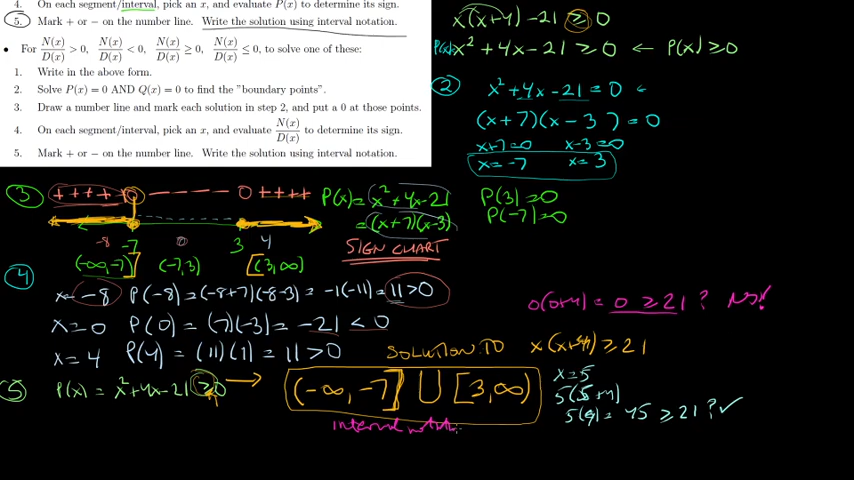 4. On each segment/interval, pick an x, and evaluate P(x) to determine its sign.
5. Mark + or − on the number line. Write the solution using interval notation.
• For N(x)/D(x) > 0, N(x)/D(x) < 0, N(x)/D(x) ≥ 0, N(x)/D(x) ≤ 0, to solve one of these:
1. Write in the above form.
2. Solve P(x) = 0 AND Q(x) = 0 to find the "boundary points".
3. Draw a number line and mark each solution in step 2, and put a 0 at those points.
4. On each segment/interval, pick an x, and evaluate N(x)/D(x) to determine its sign.
5. Mark + or − on the number line. Write the solution using interval notation.
x(x+4) −21 ≥ 0
P(x)= x² + 4x −21 ≥ 0 ← P(x) ≥ 0
2 x² + 4x − 21 = 0
(x+7)(x−3) = 0
x+7=0 x−3=0
x=−7 x=3
P(3)=0
P(−7)=0
3 +++++0 ------ 0 ++++
P(x)= x² + 4x −21
= (x+7)(x−3)
-8 -7 0 3 4
(−∞,−7)] (−7,3) [(3,∞)
SIGN CHART
4
x= −8 P(−8) = (−8+7)(−8−3) = −1(−11) = 11 > 0
x=0 P(0) = (7)(−3) = −21 < 0
x=4 P(4) = (11)(1) = 11 > 0
0(0+4) = 0 ≥ 21? NO!
SOLUTION TO x(x+4) ≥ 21
5 P(x) = x² + 4x − 21 ≥ 0 →
(−∞, −7] ∪ [3, ∞)
x=5
5(5+4)
5(9) = 45 ≥ 21? ✓
interval